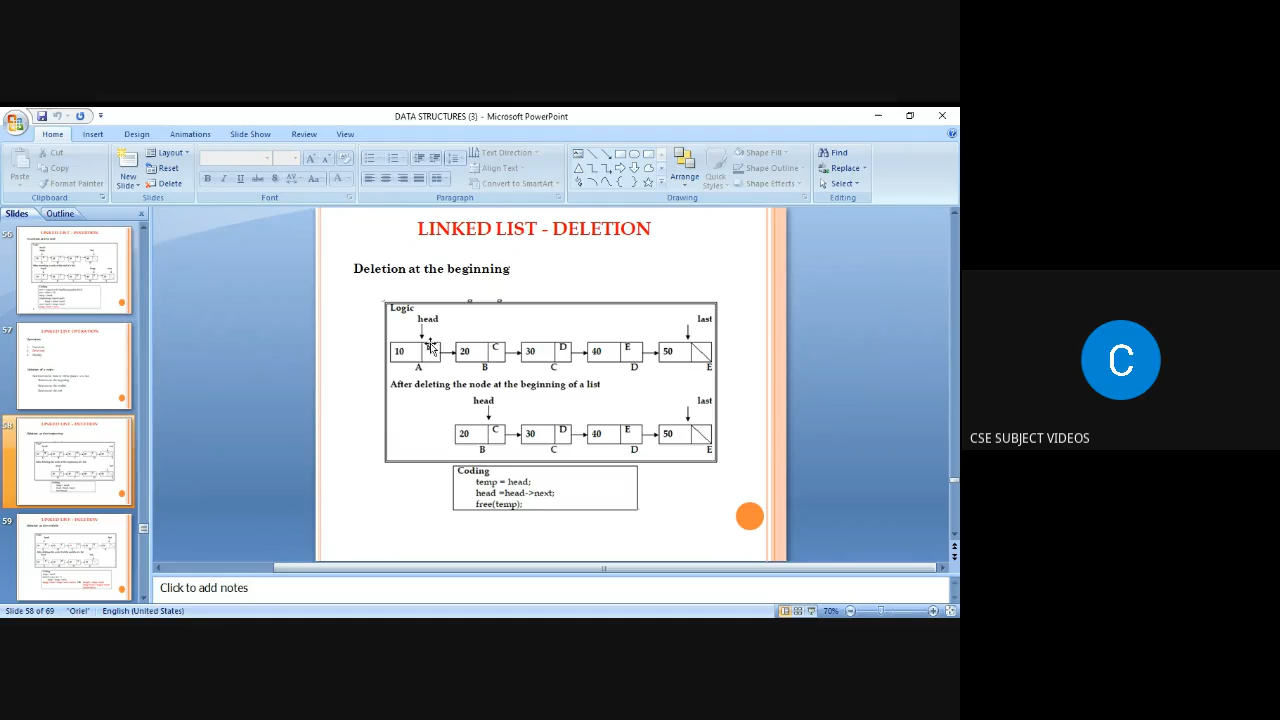 DATA STRUCTURES (3) - Microsoft PowerPoint
Home Insert Design Animations Slide Show Review View
Paste
Cut
Copy
Format Painter
Clipboard
New
Slide
Layout
Reset
Delete
Slides
Font
Text Direction
Align Text
Convert to SmartArt
Paragraph
Arrange
Quick
Styles
Shape Fill
Shape Outline
Shape Effects
Drawing
Find
Replace
Select
Editing
Slides Outline
56
57
58
59
LINKED LIST - DELETION
Deletion at the beginning
Logic
head last
10 20 C 30 D 40 E 50
A B C D E
After deleting the node at the beginning of a list
head last
20 C 30 D 40 E 50
B C D E
Coding
temp = head;
head =head->next;
free(temp);
Click to add notes
Slide 58 of 69 "Oriel" English (United States) 70%
C
CSE SUBJECT VIDEOS